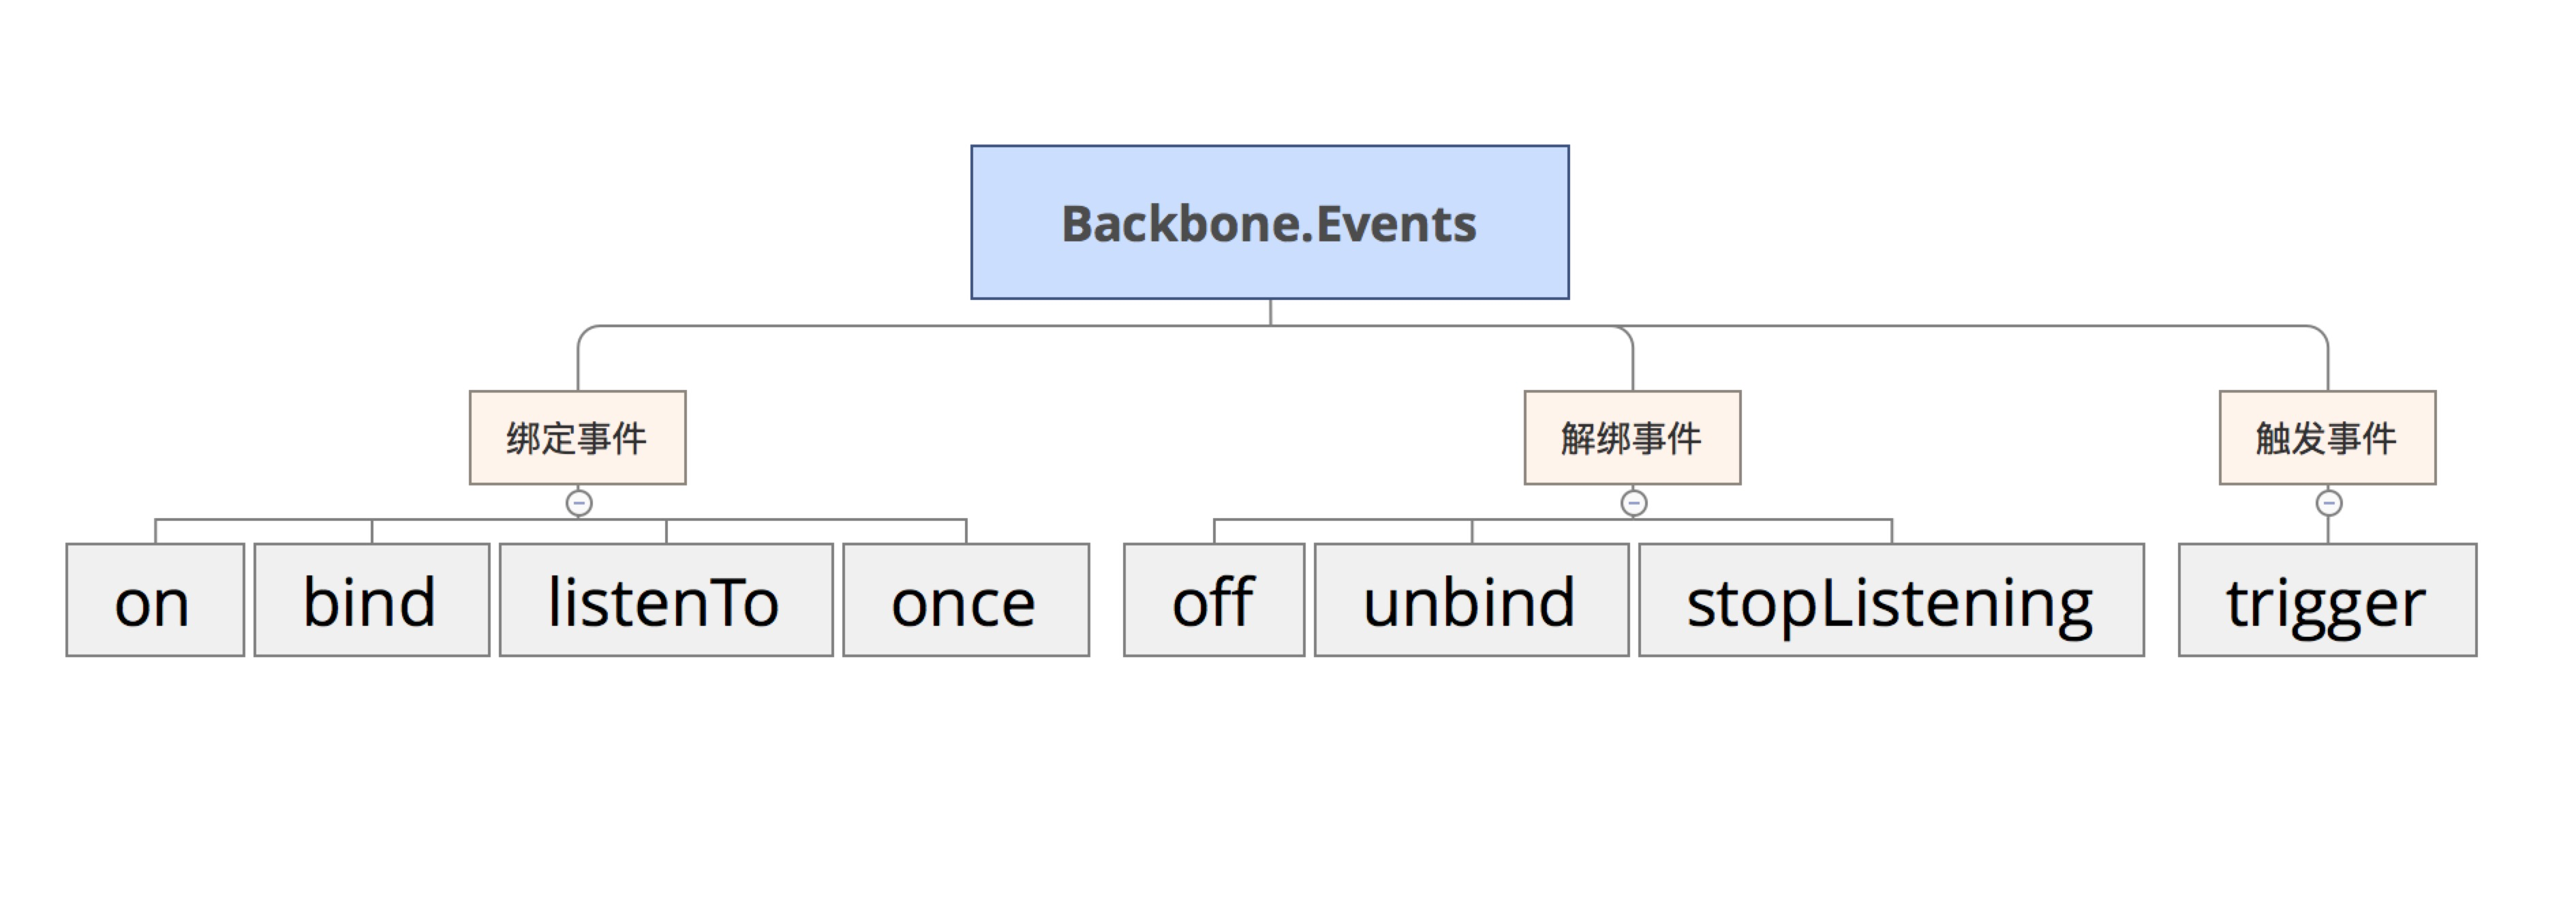 Backbone.Events
绑定事件
解绑事件
触发事件
on
bind
listenTo
once
off
unbind
stopListening
trigger